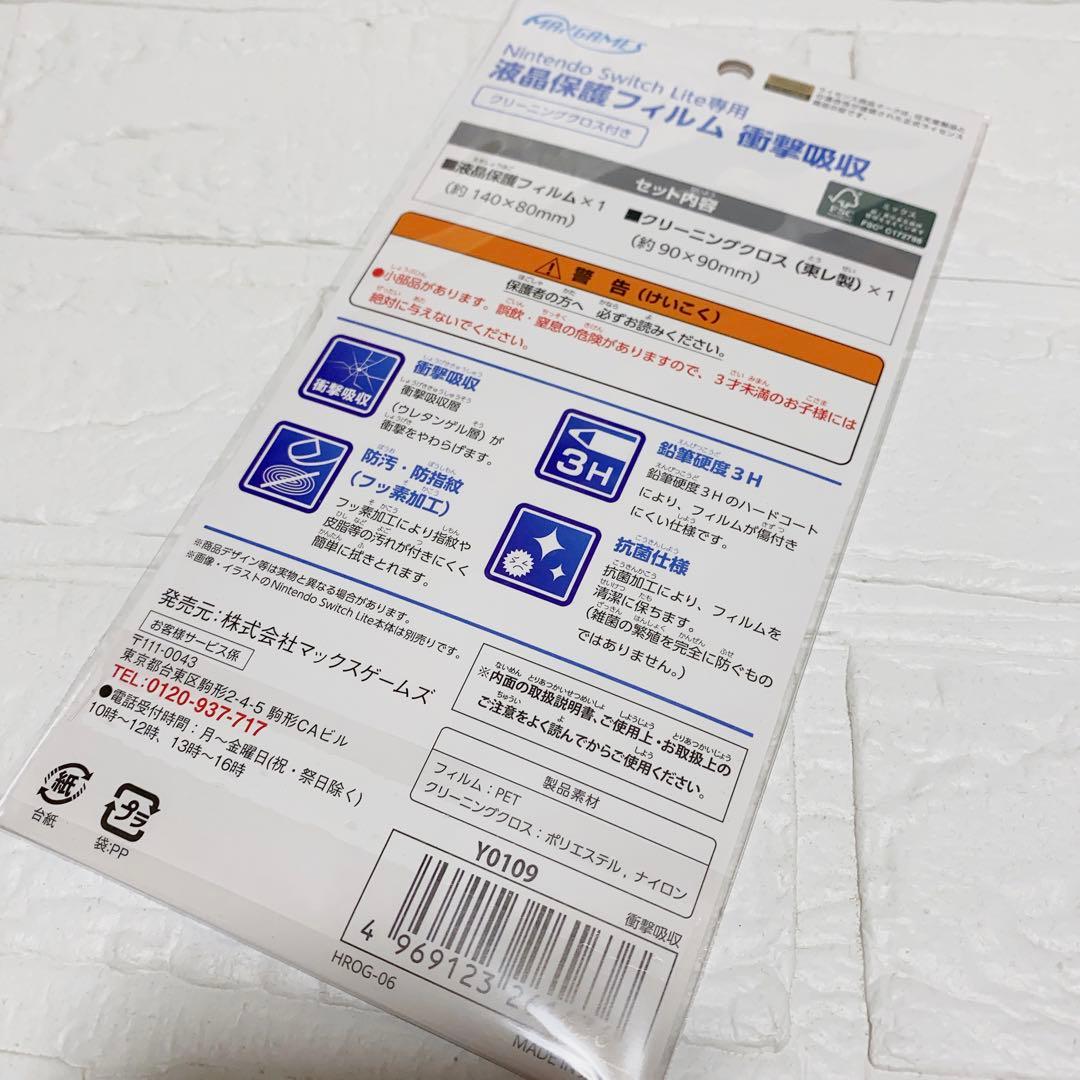 MAXGAMES
Nintendo Switch Lite専用
液晶保護フィルム 衝撃吸収
クリーニングクロス付き
セット内容
■液晶保護フィルム×1
(約 140×80mm)
■クリーニングクロス(東レ製)×1
(約 90×90mm)
FSC
ミックス
警告(けいこく)
保護者の方へ 必ずお読みください。
●小部品があります。誤飲・窒息の危険がありますので、3才未満のお子様には
絶対に与えないでください。
衝撃吸収
衝撃吸収
衝撃吸収層
(ウレタンゲル層)が
衝撃をやわらげます。
3H
鉛筆硬度3H
鉛筆硬度3Hのハードコート
により、フィルムが傷付き
にくい仕様です。
防汚・防指紋
(フッ素加工)
フッ素加工により指紋や
皮脂等の汚れが付きにくく
簡単に拭きとれます。
抗菌仕様
抗菌加工により、フィルムを
清潔に保ちます。
(雑菌の繁殖を完全に防ぐもの
ではありません。)
※商品デザイン等は実物と異なる場合があります。
※画像・イラストのNintendo Switch Lite本体は別売りです。
発売元:株式会社マックスゲームズ
お客様サービス係
〒111-0043
東京都台東区駒形2-4-5 駒形CAビル
TEL:0120-937-717
●電話受付時間:月〜金曜日(祝・祭日除く)
10時〜12時、13時〜16時
※内面の取扱説明書、ご使用上・お取扱上の
ご注意をよく読んでからご使用ください。
製品素材
フィルム:PET
クリーニングクロス:ポリエステル, ナイロン
紙
台紙
プラ
袋:PP
Y0109
衝撃吸収
4 969123
HROG-06
MADE IN